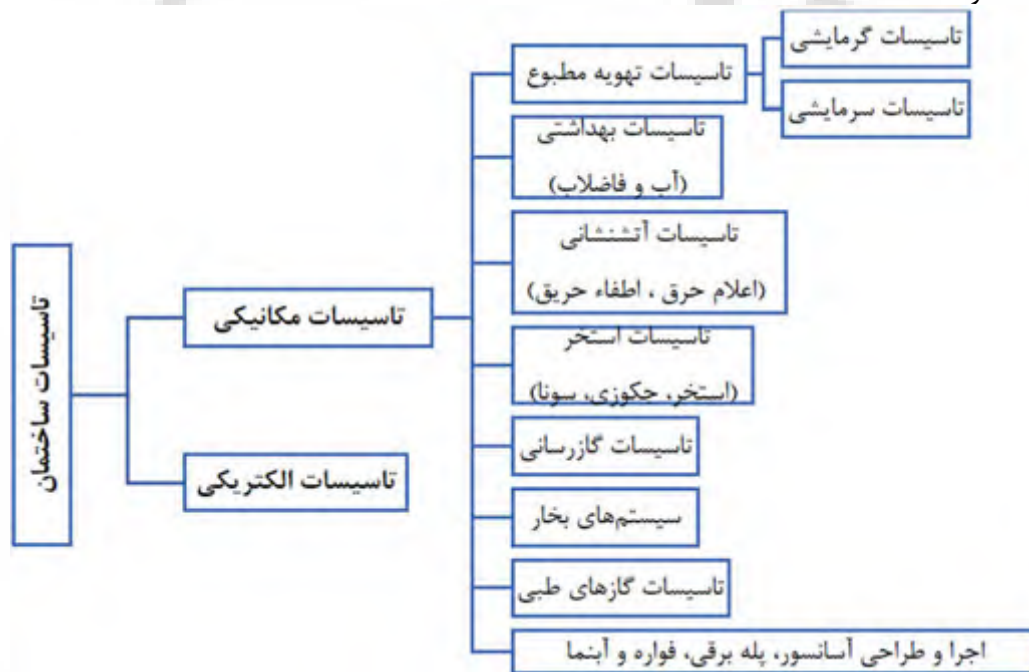 تاسیسات ساختمان
تاسیسات مکانیکی
تاسیسات الکتریکی
تاسیسات تهویه مطبوع
تاسیسات گرمایشی
تاسیسات سرمایشی
تاسیسات بهداشتی
(آب و فاضلاب)
تاسیسات آتشنشانی
(اعلام حرق ، اطفاء حریق)
تاسیسات استخر
(استخر، جکوزی، سونا)
تاسیسات گازرسانی
سیستم‌های بخار
تاسیسات گازهای طبی
اجرا و طراحی آسانسور، پله برقی، فواره و آبنما